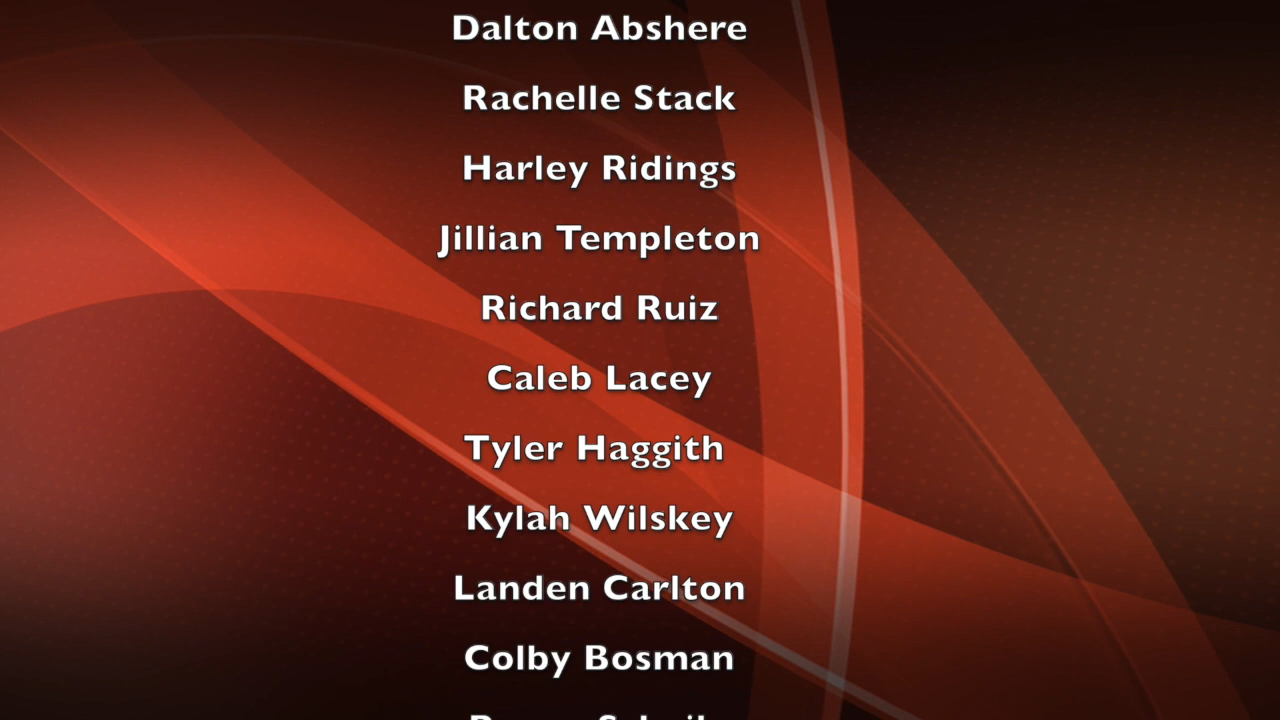 Dalton Abshere
Rachelle Stack
Harley Ridings
Jillian Templeton
Richard Ruiz
Caleb Lacey
Tyler Haggith
Kylah Wilskey
Landen Carlton
Colby Bosman